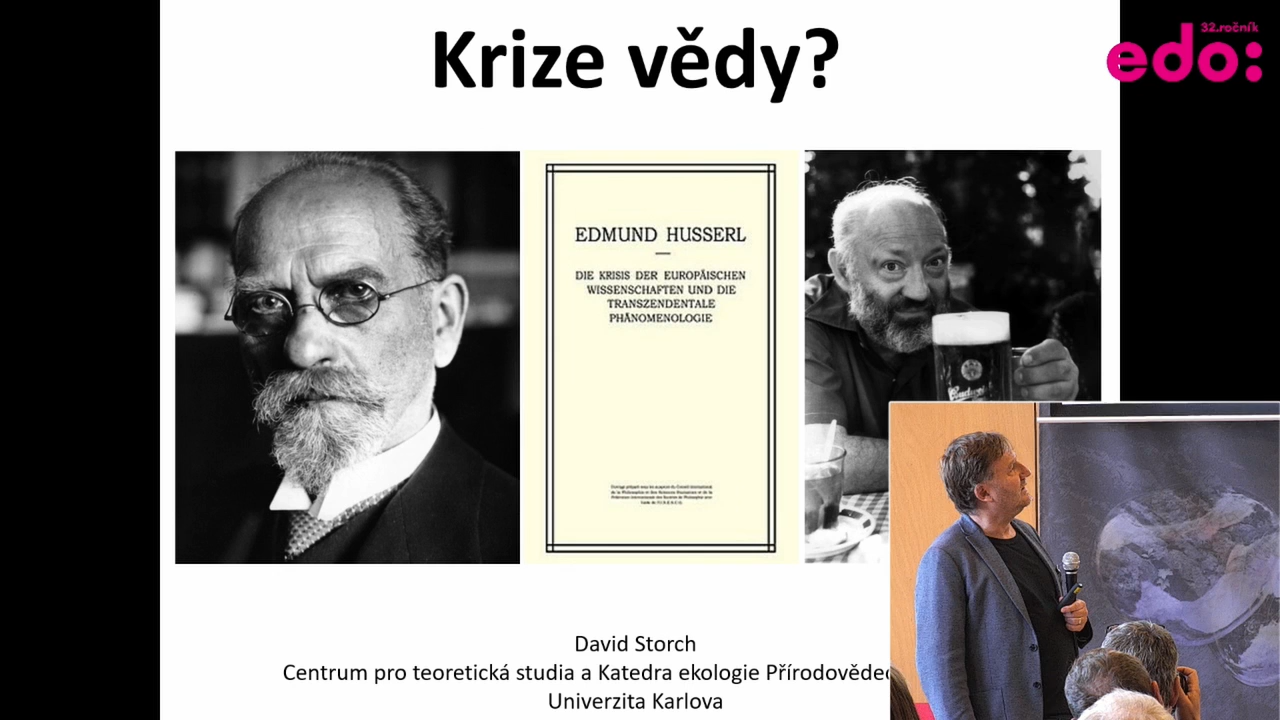 Krize vědy?
32.ročník
edo:
EDMUND HUSSERL
DIE KRISIS DER EUROPÄISCHEN
WISSENSCHAFTEN UND DIE
TRANSZENDENTALE
PHÄNOMENOLOGIE
David Storch
Centrum pro teoretická studia a Katedra ekologie Přírodověde
Univerzita Karlova